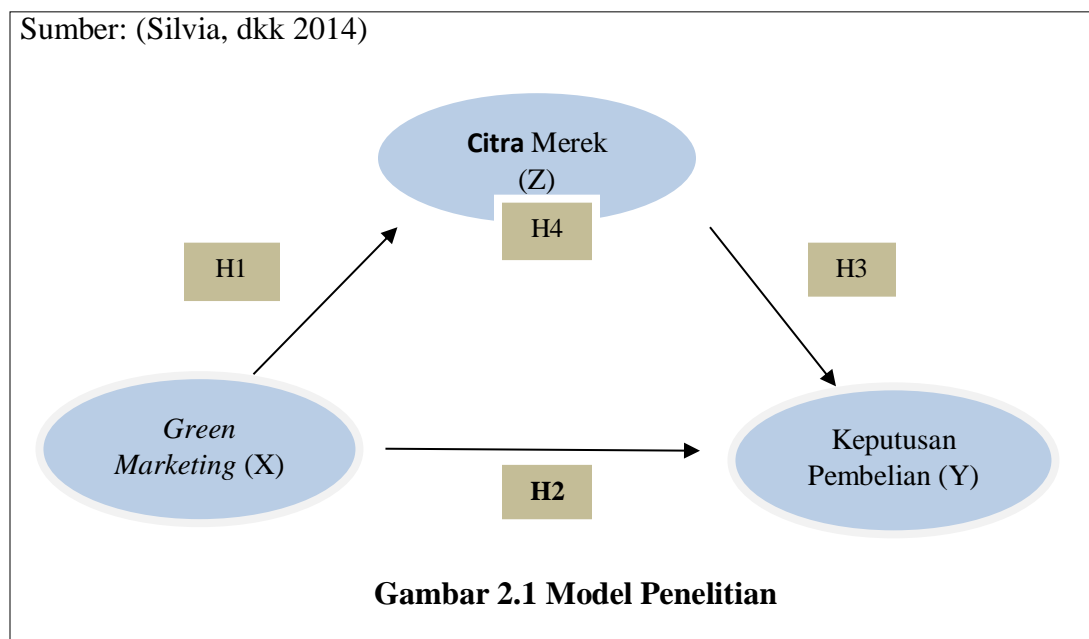 Sumber: (Silvia, dkk 2014)
Citra Merek
(Z)
H4
H1
H3
Green
Marketing (X)
Keputusan
Pembelian (Y)
H2
Gambar 2.1 Model Penelitian